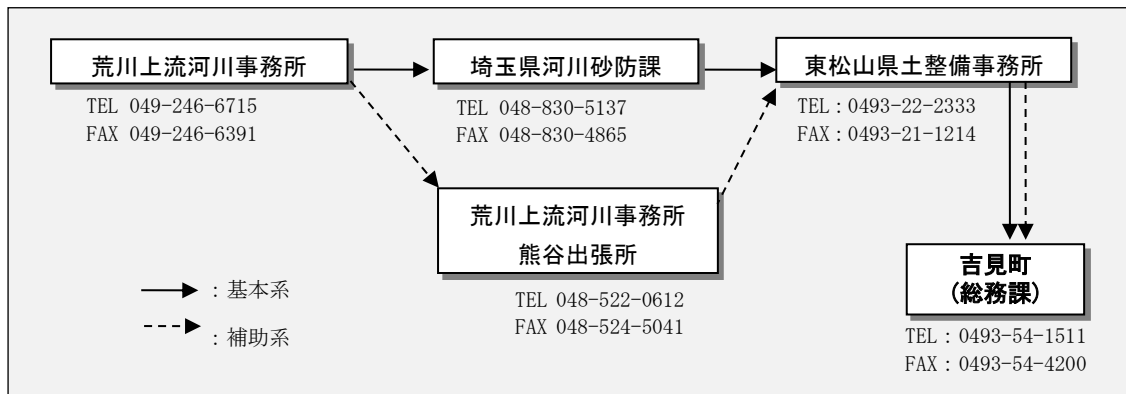 荒川上流河川事務所
TEL 049-246-6715
FAX 049-246-6391
埼玉県河川砂防課
TEL 048-830-5137
FAX 048-830-4865
東松山県土整備事務所
TEL：0493-22-2333
FAX：0493-21-1214
荒川上流河川事務所
熊谷出張所
TEL 048-522-0612
FAX 048-524-5041
吉見町
（総務課）
TEL：0493-54-1511
FAX：0493-54-4200
：基本系
：補助系